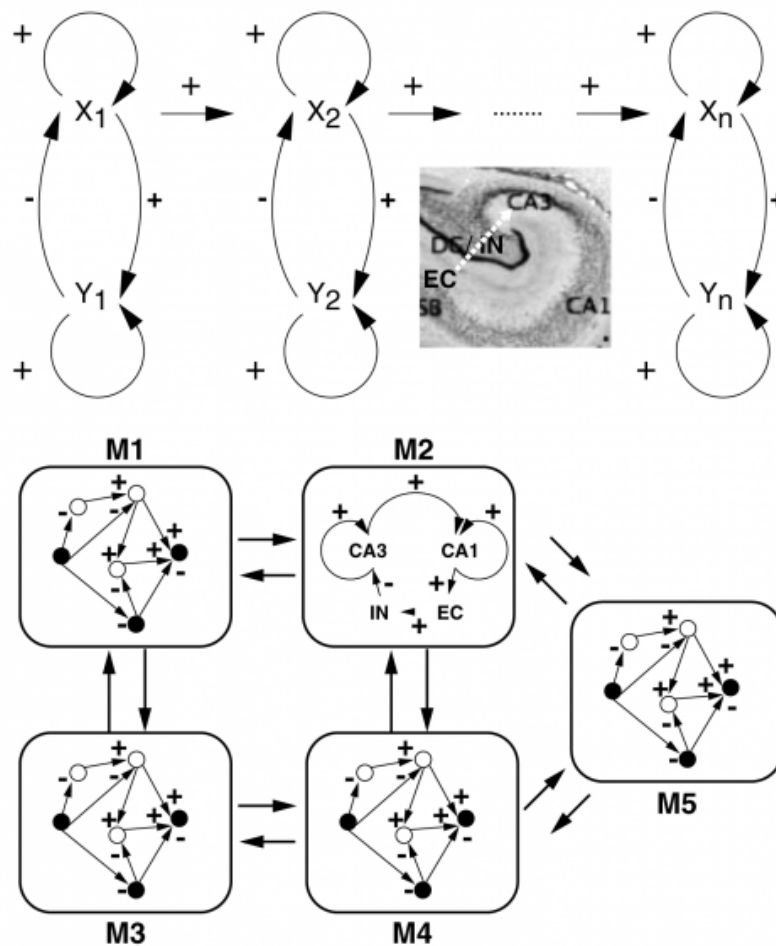 + + +
X1 + X2 + ........ + Xn
- + - + - +
CA3
DG/IN
EC
SB CA1
Y1 Y2 Yn
+ + +
M1 M2
+ + + +
- - + +
+ + - CA3 CA1
- - +
- IN + EC
+ +
- - +
+ + -
- -
-
M5
+ + + +
- - + - - +
+ + - + + -
- - - -
- -
M3 M4